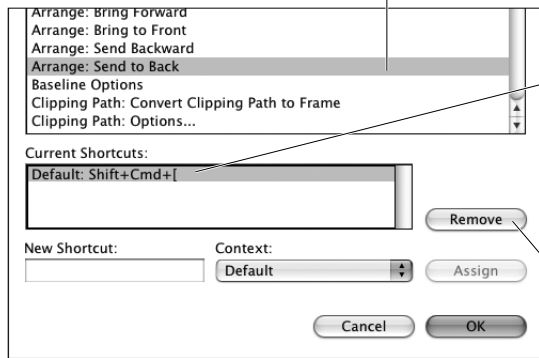 Arrange: Bring Forward
Arrange: Bring to Front
Arrange: Send Backward
Arrange: Send to Back
Baseline Options
Clipping Path: Convert Clipping Path to Frame
Clipping Path: Options...
Current Shortcuts:
Default: Shift+Cmd+[
Remove
New Shortcut: Context:
Default Assign
Cancel OK